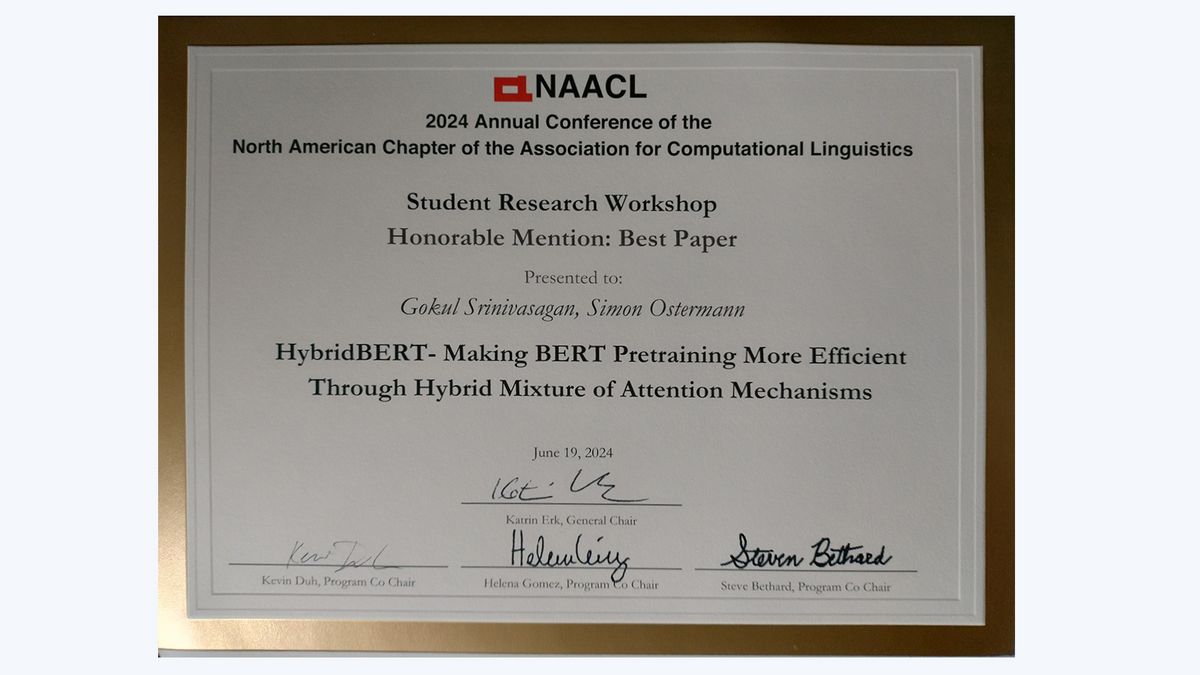 NAACL
2024 Annual Conference of the
North American Chapter of the Association for Computational Linguistics
Student Research Workshop
Honorable Mention: Best Paper
Presented to:
Gokul Srinivasagan, Simon Ostermann
HybridBERT- Making BERT Pretraining More Efficient
Through Hybrid Mixture of Attention Mechanisms
June 19, 2024
Katrin Erk, General Chair
Steven Bethard
Kevin Duh, Program Co Chair
Helena Gomez, Program Co Chair
Steve Bethard, Program Co Chair